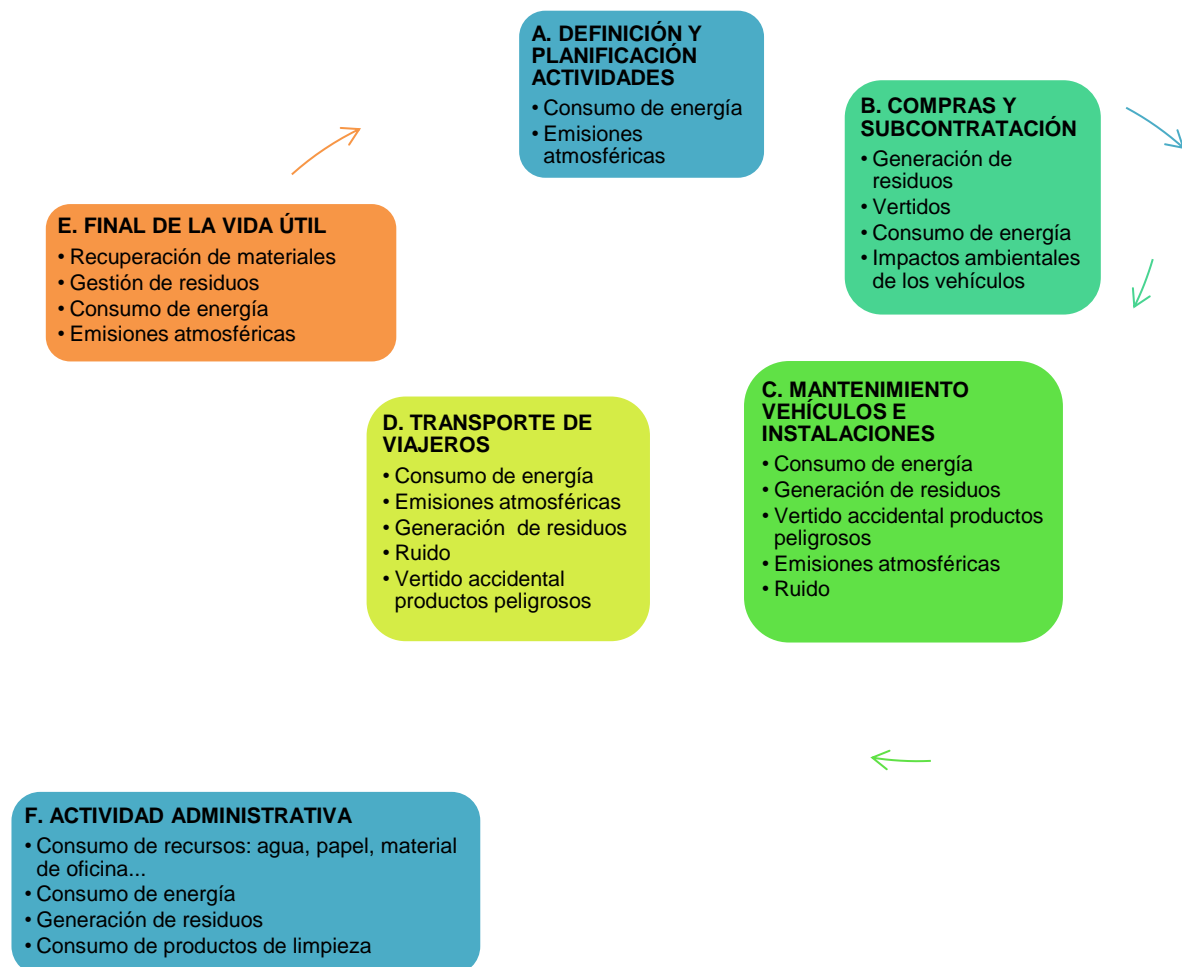 A. DEFINICIÓN Y
PLANIFICACIÓN
ACTIVIDADES
• Consumo de energía
• Emisiones
atmosféricas
B. COMPRAS Y
SUBCONTRATACIÓN
• Generación de
residuos
• Vertidos
• Consumo de energía
• Impactos ambientales
de los vehículos
C. MANTENIMIENTO
VEHÍCULOS E
INSTALACIONES
• Consumo de energía
• Generación de residuos
• Vertido accidental productos
peligrosos
• Emisiones atmosféricas
• Ruido
D. TRANSPORTE DE
VIAJEROS
• Consumo de energía
• Emisiones atmosféricas
• Generación de residuos
• Ruido
• Vertido accidental
productos peligrosos
E. FINAL DE LA VIDA ÚTIL
• Recuperación de materiales
• Gestión de residuos
• Consumo de energía
• Emisiones atmosféricas
F. ACTIVIDAD ADMINISTRATIVA
• Consumo de recursos: agua, papel, material
de oficina...
• Consumo de energía
• Generación de residuos
• Consumo de productos de limpieza